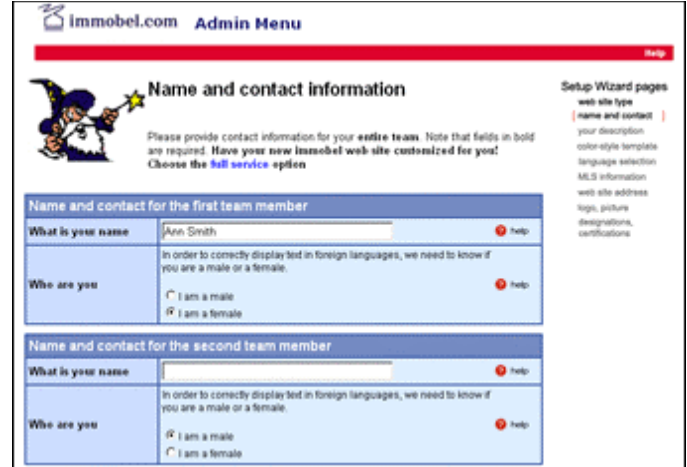 immobel.com Admin Menu
Help
Name and contact information
Please provide contact information for your entire team. Note that fields in bold
are required. Have your new immobel web site customized for you!
Choose the full service option
Setup Wizard pages
web site type
[ name and contact ]
your description
color-style template
language selection
MLS information
web site address
logo, picture
designations,
certifications
Name and contact for the first team member
What is your name Ann Smith help
In order to correctly display text in foreign languages, we need to know if
you are a male or a female.
Who are you help
I am a male
I am a female
Name and contact for the second team member
What is your name help
In order to correctly display text in foreign languages, we need to know if
you are a male or a female.
Who are you help
I am a male
I am a female